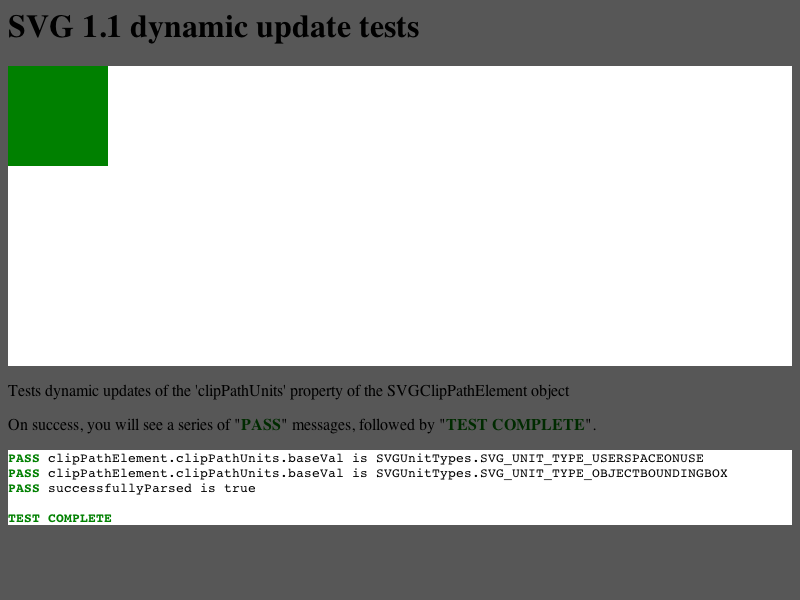 SVG 1.1 dynamic update tests
Tests dynamic updates of the 'clipPathUnits' property of the SVGClipPathElement object
On success, you will see a series of "PASS" messages, followed by "TEST COMPLETE".
PASS clipPathElement.clipPathUnits.baseVal is SVGUnitTypes.SVG_UNIT_TYPE_USERSPACEONUSE
PASS clipPathElement.clipPathUnits.baseVal is SVGUnitTypes.SVG_UNIT_TYPE_OBJECTBOUNDINGBOX
PASS successfullyParsed is true
TEST COMPLETE